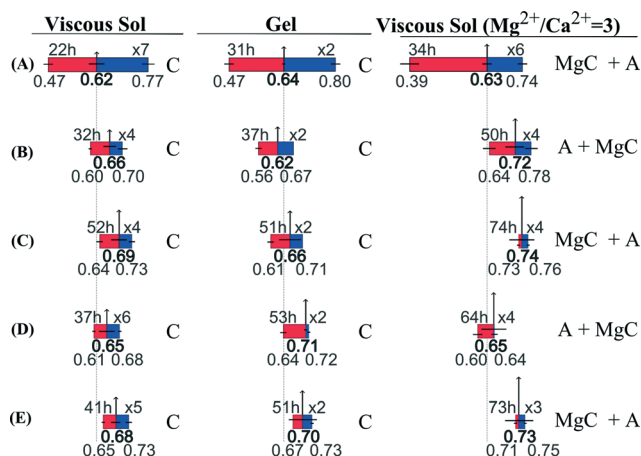 Viscous Sol Gel Viscous Sol (Mg2+/Ca2+=3)
(A) 22h x7 C 31h x2 C 34h x6 MgC + A
0.47 0.62 0.77 0.47 0.64 0.80 0.39 0.63 0.74
(B) 32h x4 C 37h x2 C 50h x4 A + MgC
0.66 0.62 0.72
0.60 0.70 0.56 0.67 0.64 0.78
(C) 52h x4 C 51h x2 C 74h x4 MgC + A
0.69 0.66 0.74
0.64 0.73 0.61 0.71 0.73 0.76
(D) 37h x6 C 53h x2 C 64h x4 A + MgC
0.65 0.71 0.65
0.61 0.68 0.64 0.72 0.60 0.64
(E) 41h x5 C 51h x2 C 73h x3 MgC + A
0.68 0.70 0.73
0.65 0.73 0.67 0.73 0.71 0.75